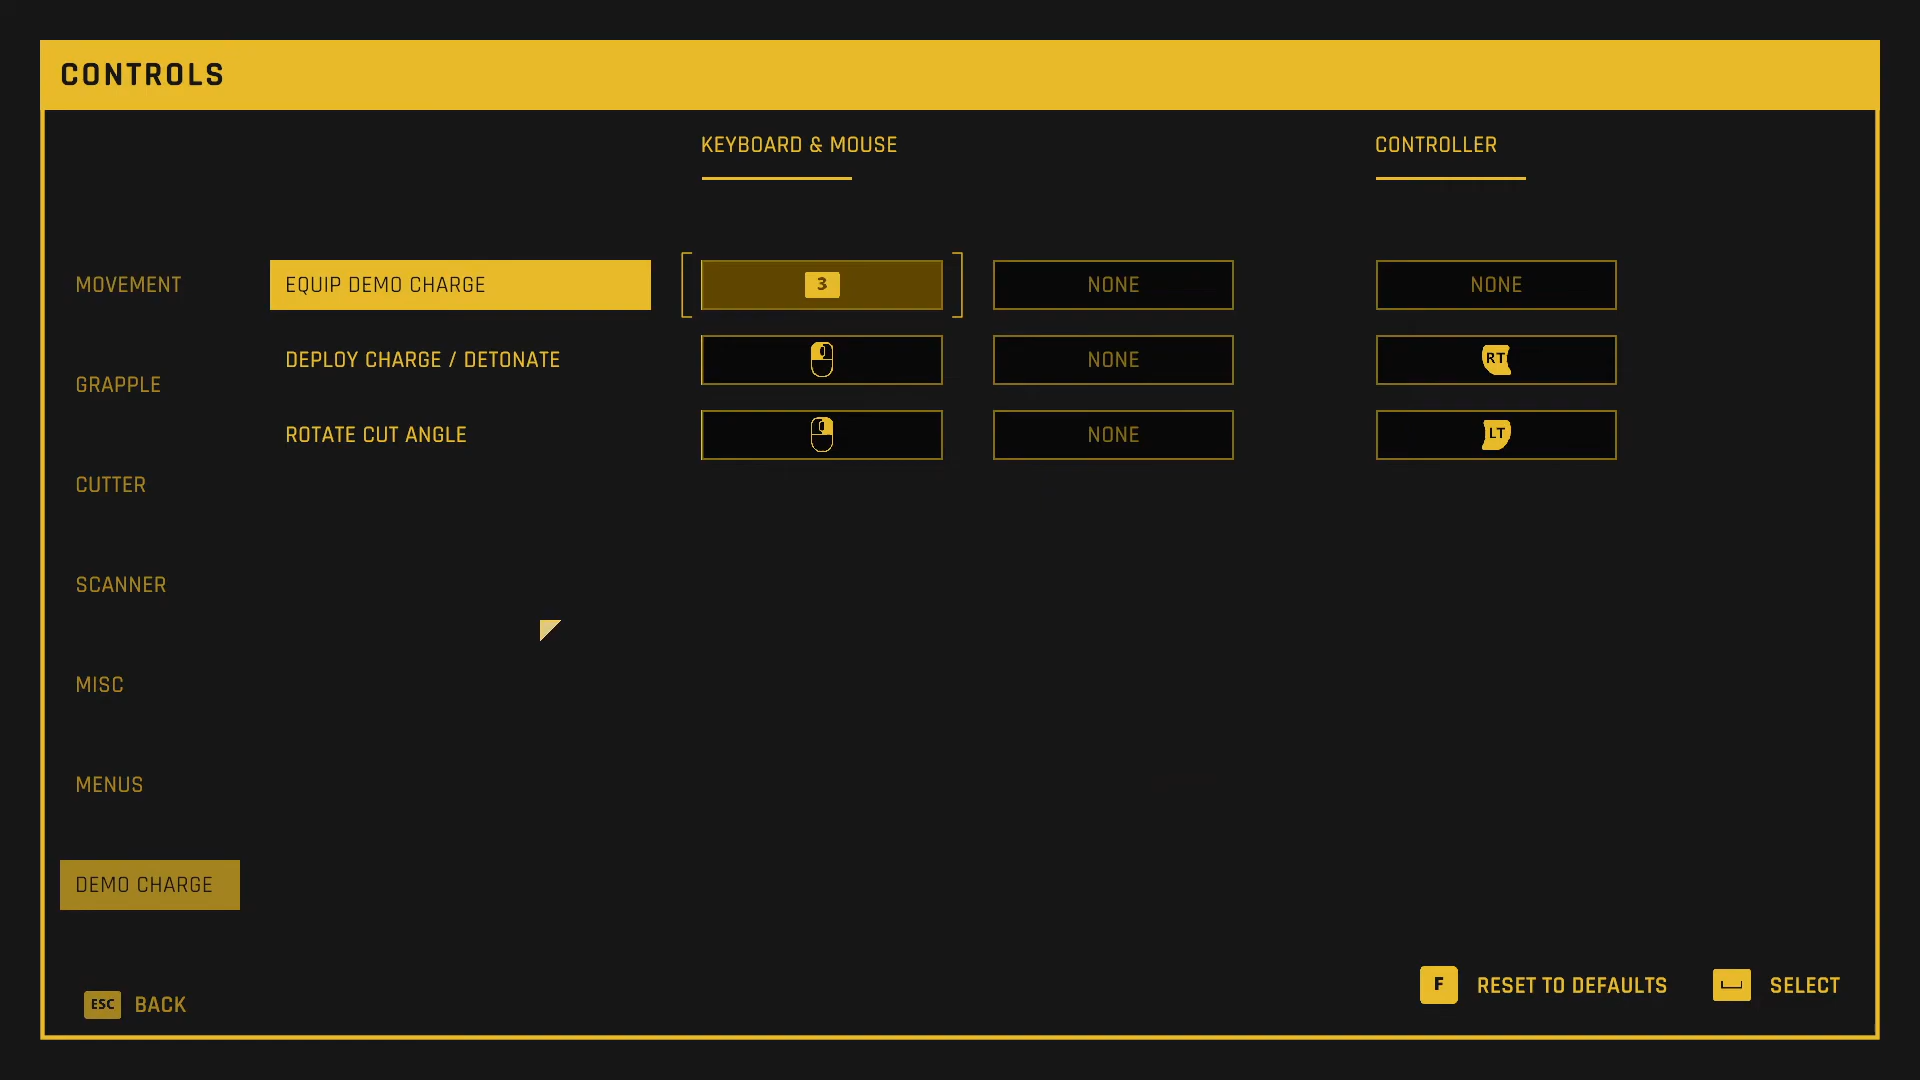 CONTROLS
KEYBOARD & MOUSE
CONTROLLER
MOVEMENT
EQUIP DEMO CHARGE
3
NONE
NONE
DEPLOY CHARGE / DETONATE
NONE
RT
GRAPPLE
ROTATE CUT ANGLE
NONE
LT
CUTTER
SCANNER
MISC
MENUS
DEMO CHARGE
F RESET TO DEFAULTS
SELECT
ESC BACK